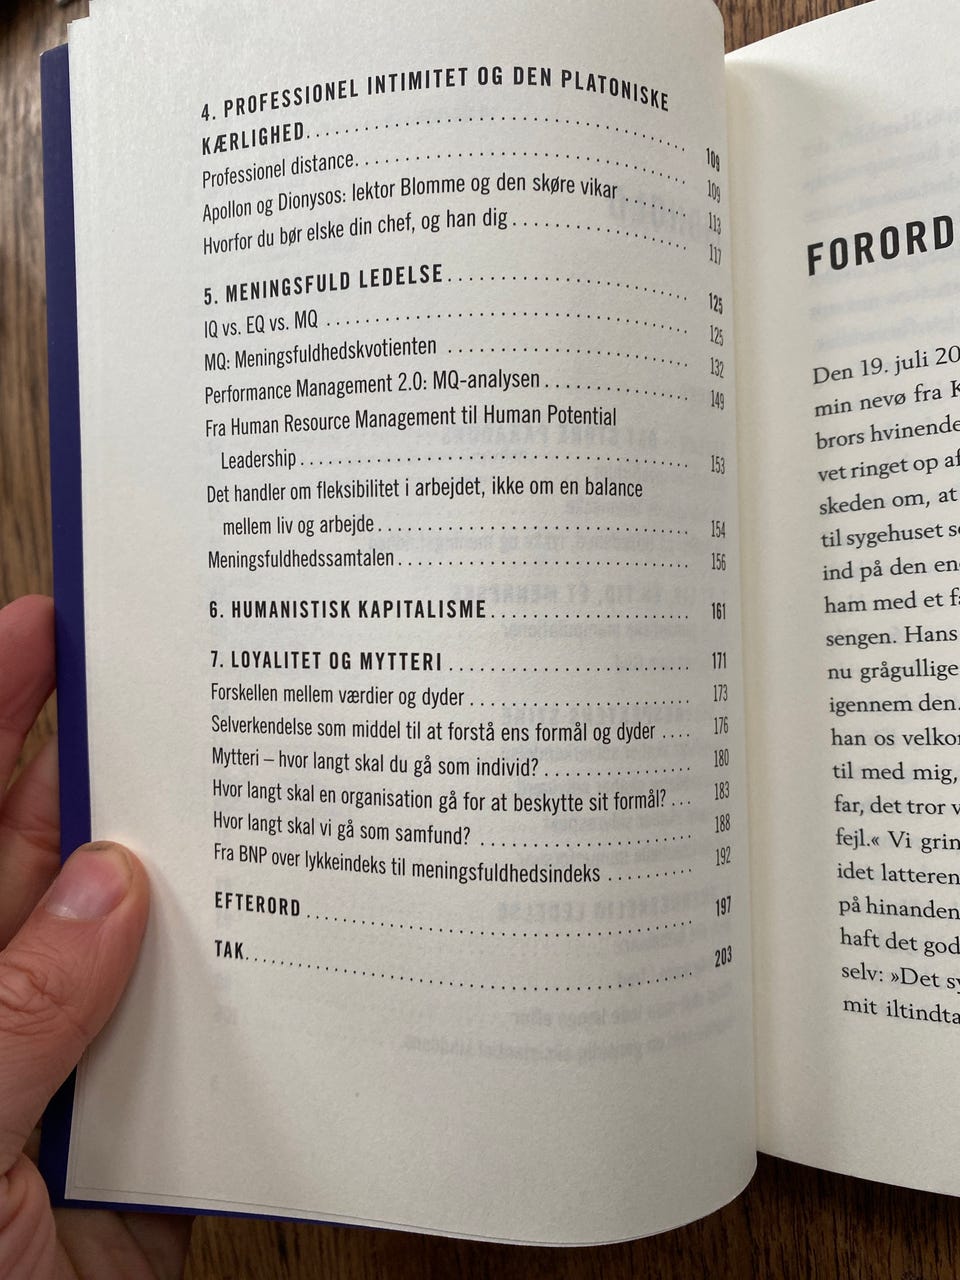 4. PROFESSIONEL INTIMITET OG DEN PLATONISKE
KÆRLIGHED. . . . . . . . . . . . . . . . . . . . . . . . . . . . . . . . . . 109
Professionel distance. . . . . . . . . . . . . . . . . . . . . . . . . . . . . . 109
Apollon og Dionysos: lektor Blomme og den skøre vikar . . . . . . 113
Hvorfor du bør elske din chef, og han dig . . . . . . . . . . . . . . . . 117
5. MENINGSFULD LEDELSE. . . . . . . . . . . . . . . . . . . . . . . 125
IQ vs. EQ vs. MQ . . . . . . . . . . . . . . . . . . . . . . . . . . . . . . . . . 125
MQ: Meningsfuldhedskvotienten . . . . . . . . . . . . . . . . . . . . . . 132
Performance Management 2.0: MQ-analysen . . . . . . . . . . . . . 149
Fra Human Resource Management til Human Potential
Leadership . . . . . . . . . . . . . . . . . . . . . . . . . . . . . . . . . . . 153
Det handler om fleksibilitet i arbejdet, ikke om en balance
mellem liv og arbejde. . . . . . . . . . . . . . . . . . . . . . . . . . . . 154
Meningsfuldhedssamtalen . . . . . . . . . . . . . . . . . . . . . . . . . . 156
6. HUMANISTISK KAPITALISME . . . . . . . . . . . . . . . . . . . 161
7. LOYALITET OG MYTTERI . . . . . . . . . . . . . . . . . . . . . . . 171
Forskellen mellem værdier og dyder . . . . . . . . . . . . . . . . . . . . 173
Selverkendelse som middel til at forstå ens formål og dyder . . . . 176
Mytteri – hvor langt skal du gå som individ? . . . . . . . . . . . . . 180
Hvor langt skal en organisation gå for at beskytte sit formål? . . . 183
Hvor langt skal vi gå som samfund? . . . . . . . . . . . . . . . . . . . 188
Fra BNP over lykkeindeks til meningsfuldhedsindeks . . . . . . . . 192
EFTERORD . . . . . . . . . . . . . . . . . . . . . . . . . . . . . . . . . . . . 197
TAK. . . . . . . . . . . . . . . . . . . . . . . . . . . . . . . . . . . . . . . . . . 203
FORORD
Den 19. juli 20
min nevø fra
brors hvinende
vet ringet op af
skeden om, at
til sygehuset
ind på den
ham med et
sengen. Hans
nu grågullige
igennem den.
han os
til med mig,
far, det tror
fejl.« Vi
idet latteren
på hinanden
haft det god
selv: »Det
mit